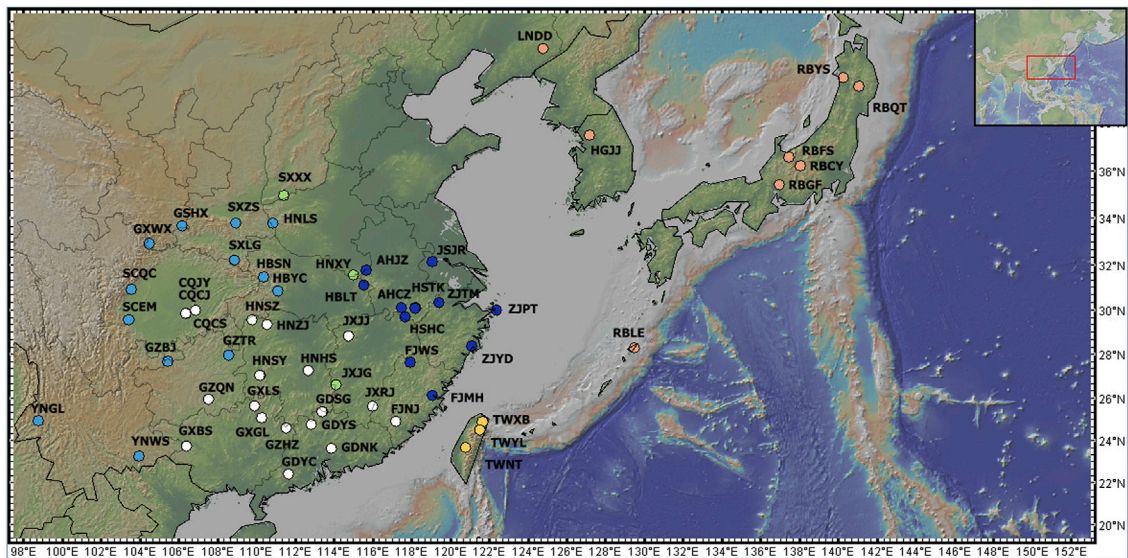 LNDD
RBYS
RBQT
HGJJ
RBFS
RBCY
RBGF
36°N
SXXX
GSHX
SXZS
HNLS
34°N
GXWX
SXLG
HBSN
HNXY
AHJZ
JSJR
32°N
SCQC
CQJY
HBYC
HBLT
AHCZ
HSTK
ZJTM
CQCJ
SCEM
CQCS
HNSZ
HNZJ
JXJJ
HSHC
ZJPT
30°N
RBLE
GZTR
FJWS
ZJYD
28°N
GZBJ
HNSY
HNHS
JXJG
GZQN
GXLS
GDSG
JXRJ
FJMH
26°N
YNGL
FJNJ
TWXB
GXBS
GXGL
GDYS
TWYL
24°N
YNWS
GZHZ
GDNK
TWNT
GDYC
22°N
20°N
98°E 100°E 102°E 104°E 106°E 108°E 110°E 112°E 114°E 116°E 118°E 120°E 122°E 124°E 126°E 128°E 130°E 132°E 134°E 136°E 138°E 140°E 142°E 144°E 146°E 148°E 150°E 152°E